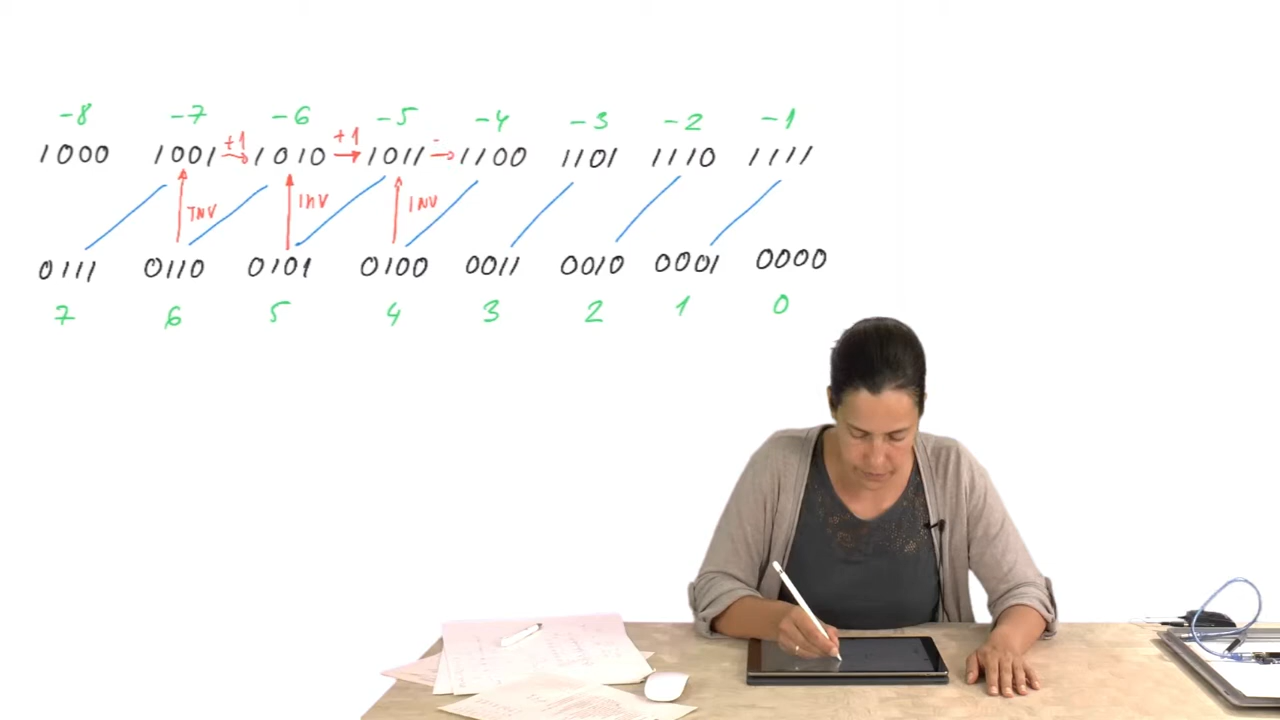 -8 -7 -6 -5 -4 -3 -2 -1
1000 1001 +1 1010 +1 1011 - 1100 1101 1110 1111
INV INV INV
0111 0110 0101 0100 0011 0010 0001 0000
7 6 5 4 3 2 1 0